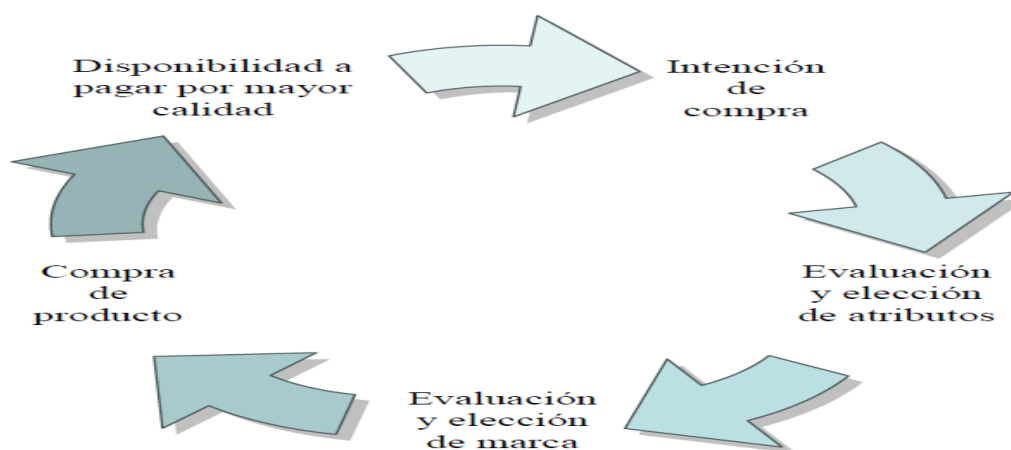 Disponibilidad a
pagar por mayor
calidad
Intención
de
compra
Evaluación
y elección
de atributos
Evaluación
y elección
de marca
Compra
de
producto